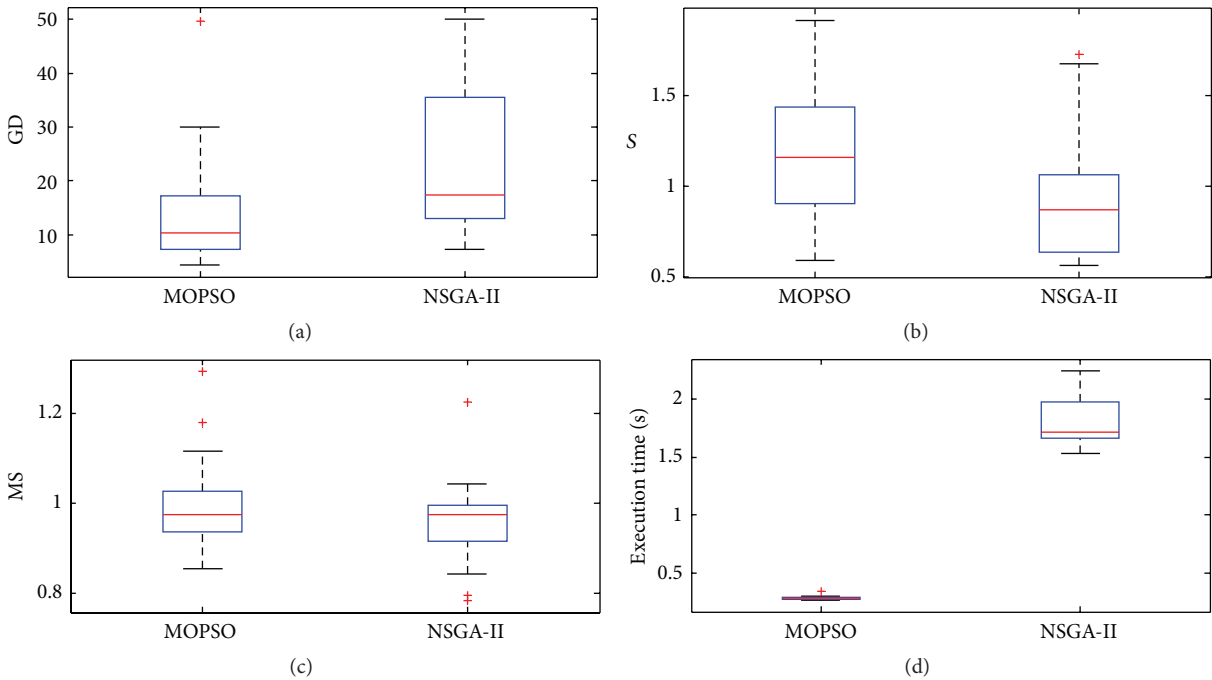 50
40
30
20
10
GD
MOPSO
NSGA-II
(a)
1.5
1
0.5
S
MOPSO
NSGA-II
(b)
1.2
1
0.8
MS
MOPSO
NSGA-II
(c)
2
1.5
1
0.5
Execution time (s)
MOPSO
NSGA-II
(d)